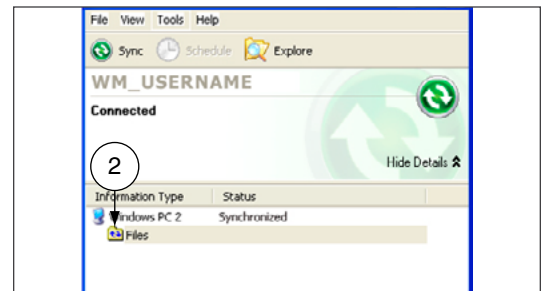 File View Tools Help
Sync Schedule Explore
WM_USERNAME
Connected
2
Hide Details
Information Type Status
Windows PC 2 Synchronized
Files